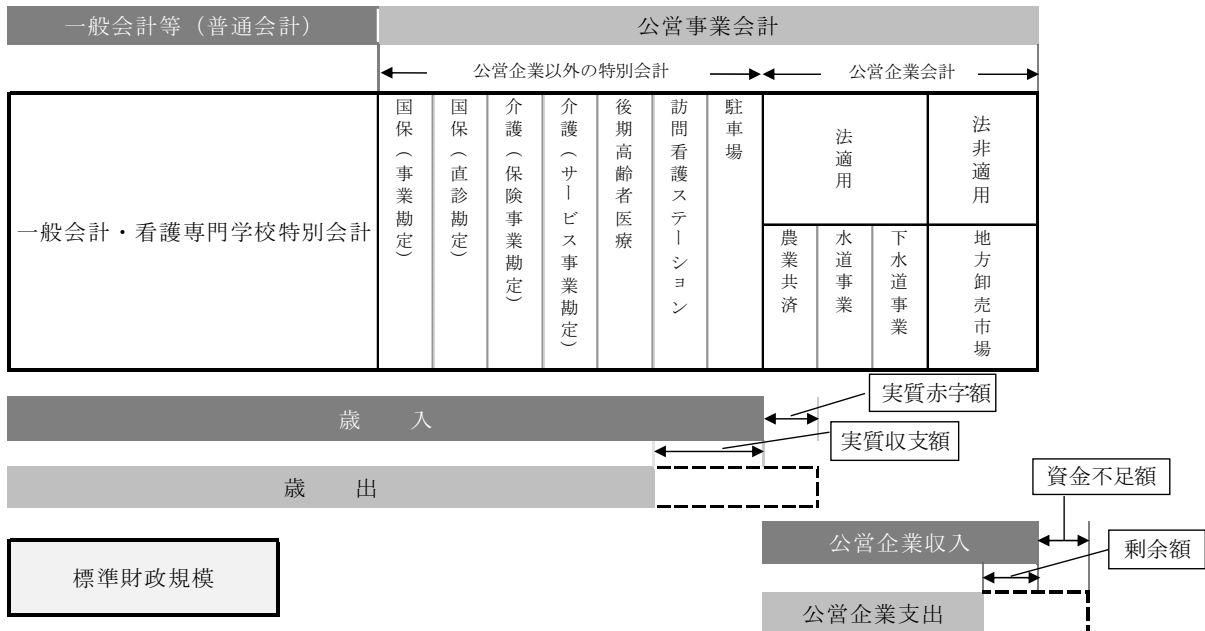 一般会計等（普通会計）
公営事業会計
公営企業以外の特別会計
公営企業会計
一般会計・看護専門学校特別会計
国保（事業勘定）
国保（直診勘定）
介護（保険事業勘定）
介護（サービス事業勘定）
後期高齢者医療
訪問看護ステーション
駐車場
法適用
法非適用
農業共済
水道事業
下水道事業
地方卸売市場
実質赤字額
歳　入
実質収支額
歳　出
資金不足額
公営企業収入
剰余額
標準財政規模
公営企業支出